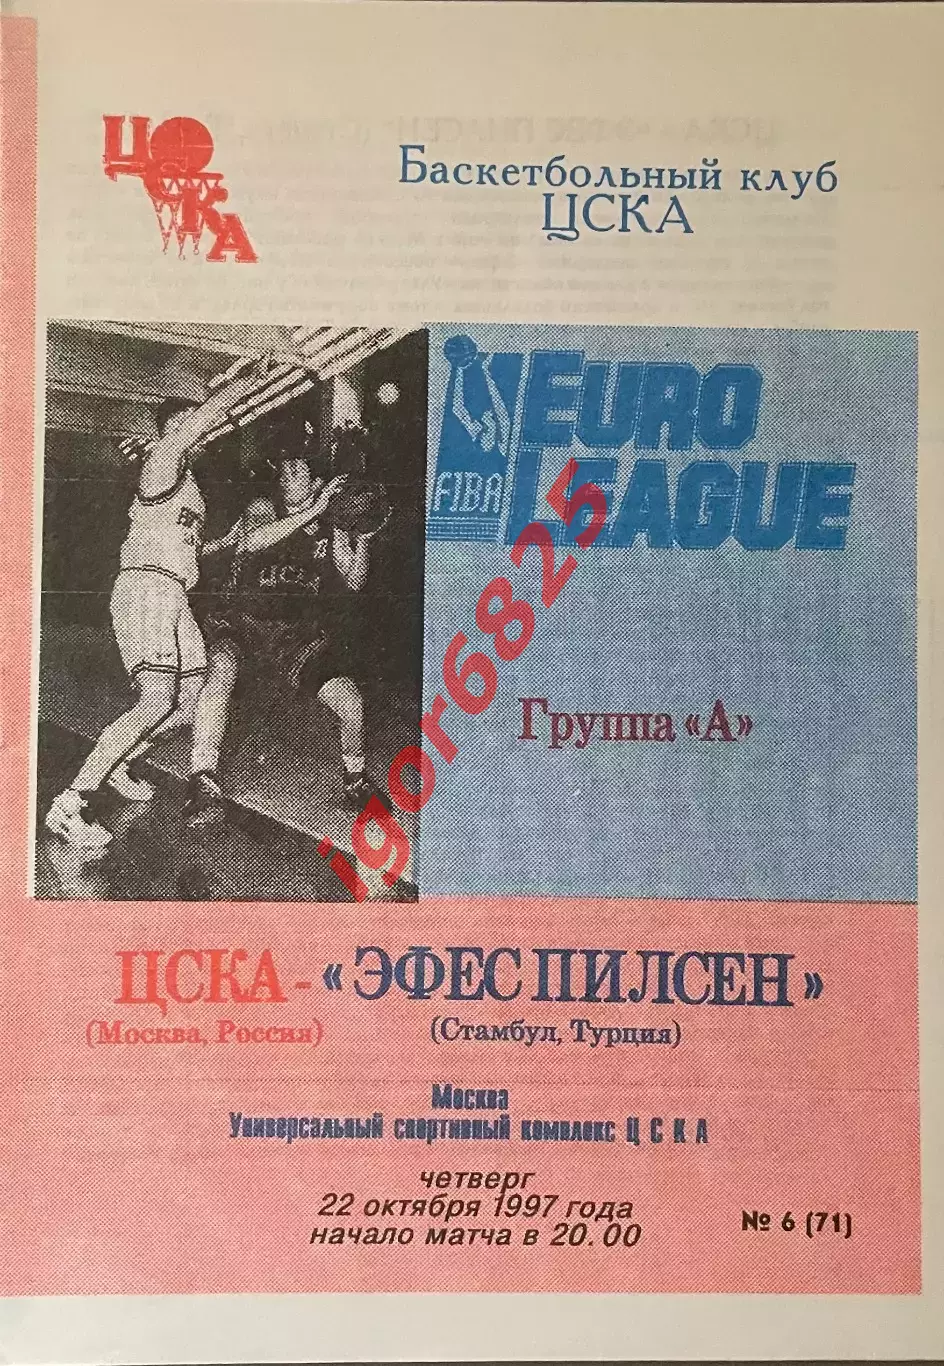 ЦСКА
Баскетбольный клуб
ЦСКА
EURO
LEAGUE
FIBA
ЦСКА
Группа «А»
igor6825
ЦСКА - «ЭФЕС ПИЛСЕН»
(Москва, Россия) (Стамбул, Турция)
Москва
Универсальный спортивный комплекс Ц С К А
четверг
22 октября 1997 года
начало матча в 20.00
№ 6 (71)